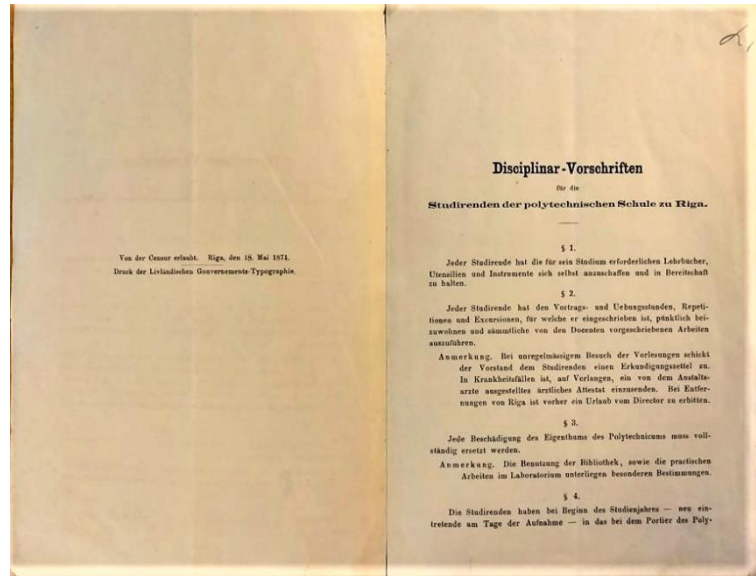 Von der Censur erlaubt. Riga, den 18. Mai 1874.
Druck der Livländischen Gouvernements-Typographie.
Disciplinar-Vorschriften
für die
Studirenden der polytechnischen Schule zu Riga.
§ 1.
Jeder Studirende hat die für sein Studium erforderlichen Lehrbücher,
Utensilien und Instrumente sich selbst anzuschaffen und in Bereitschaft
zu halten.
§ 2.
Jeder Studirende hat den Vortrags- und Uebungsstunden, Repeti-
tionen und Excursionen, für welche er eingeschrieben ist, pünktlich bei-
zuwohnen und sämmtliche von den Docenten vorgeschriebenen Arbeiten
auszuführen.
Anmerkung. Bei unregelmässigem Besuch der Vorlesungen schickt
der Vorstand dem Studirenden einen Erkundigungszettel zu.
In Krankheitsfällen ist, auf Verlangen, ein von dem Anstalts-
arzte ausgestelltes ärztliches Attestat einzusenden. Bei Entfer-
nungen von Riga ist vorher ein Urlaub vom Director zu erbitten.
§ 3.
Jede Beschädigung des Eigenthums des Polytechnicums muss voll-
ständig ersetzt werden.
Anmerkung. Die Benutzung der Bibliothek, sowie die practischen
Arbeiten im Laboratorium unterliegen besonderen Bestimmungen.
§ 4.
Die Studirenden haben bei Beginn des Studienjahres — neu ein-
tretende am Tage der Aufnahme — in das bei dem Portier des Poly-